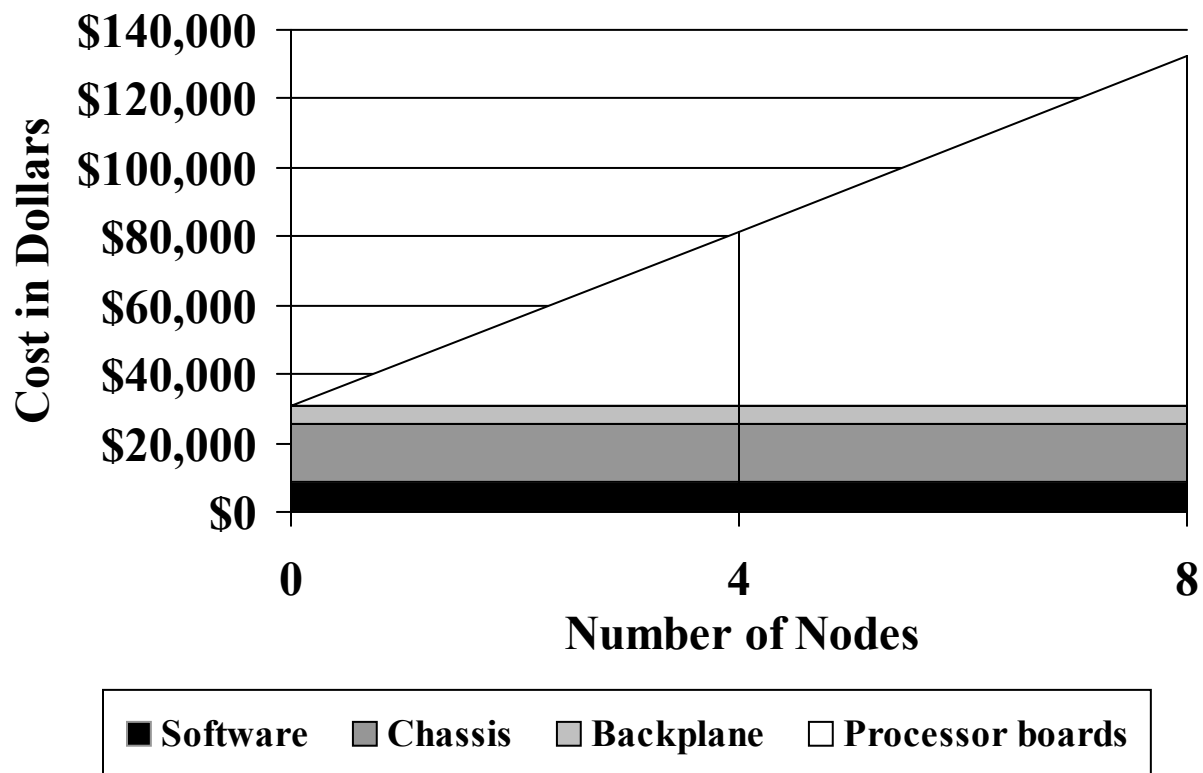 $140,000
$120,000
$100,000
$80,000
$60,000
$40,000
$20,000
$0
Cost in Dollars
0 4 8
Number of Nodes
Software Chassis Backplane Processor boards